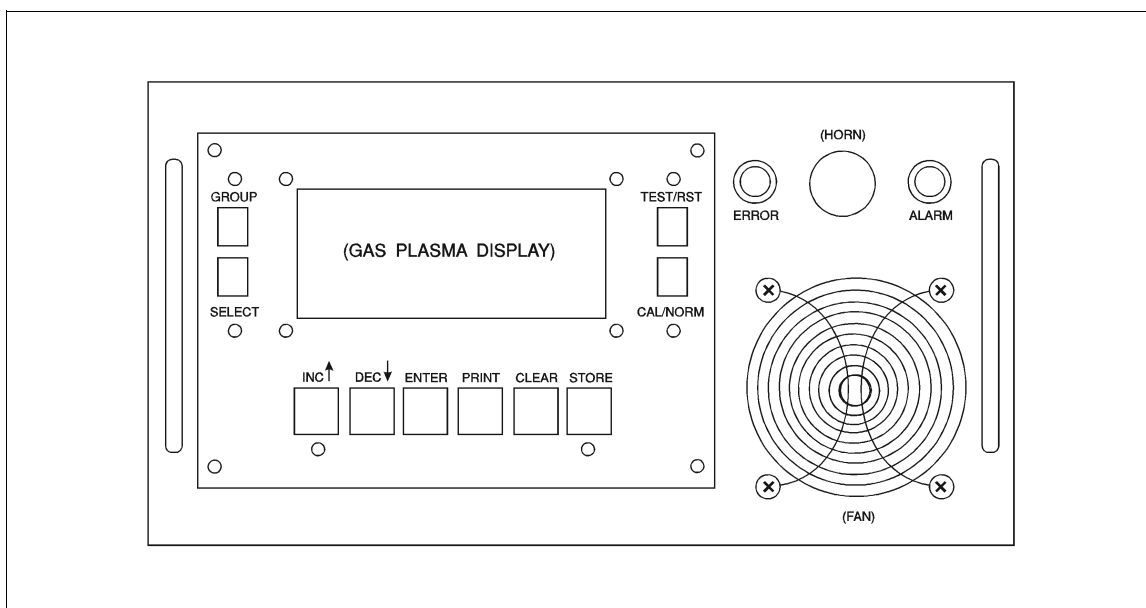 (HORN)
GROUP
TEST/RST
ERROR
ALARM
(GAS PLASMA DISPLAY)
SELECT
CAL/NORM
INC DEC ENTER PRINT CLEAR STORE
(FAN)